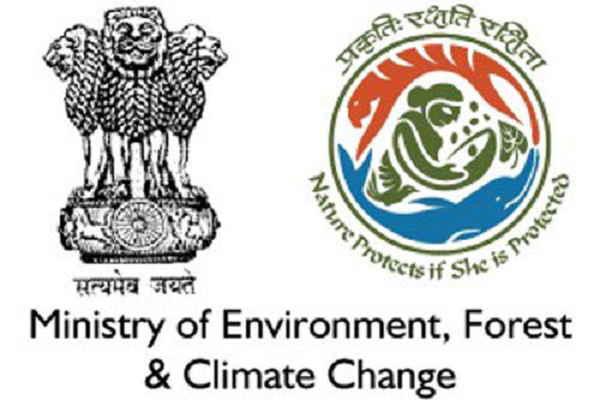 प्रकृतिः रक्षति रक्षिता
Nature Protects if She is Protected
सत्यमेव जयते
Ministry of Environment, Forest
& Climate Change